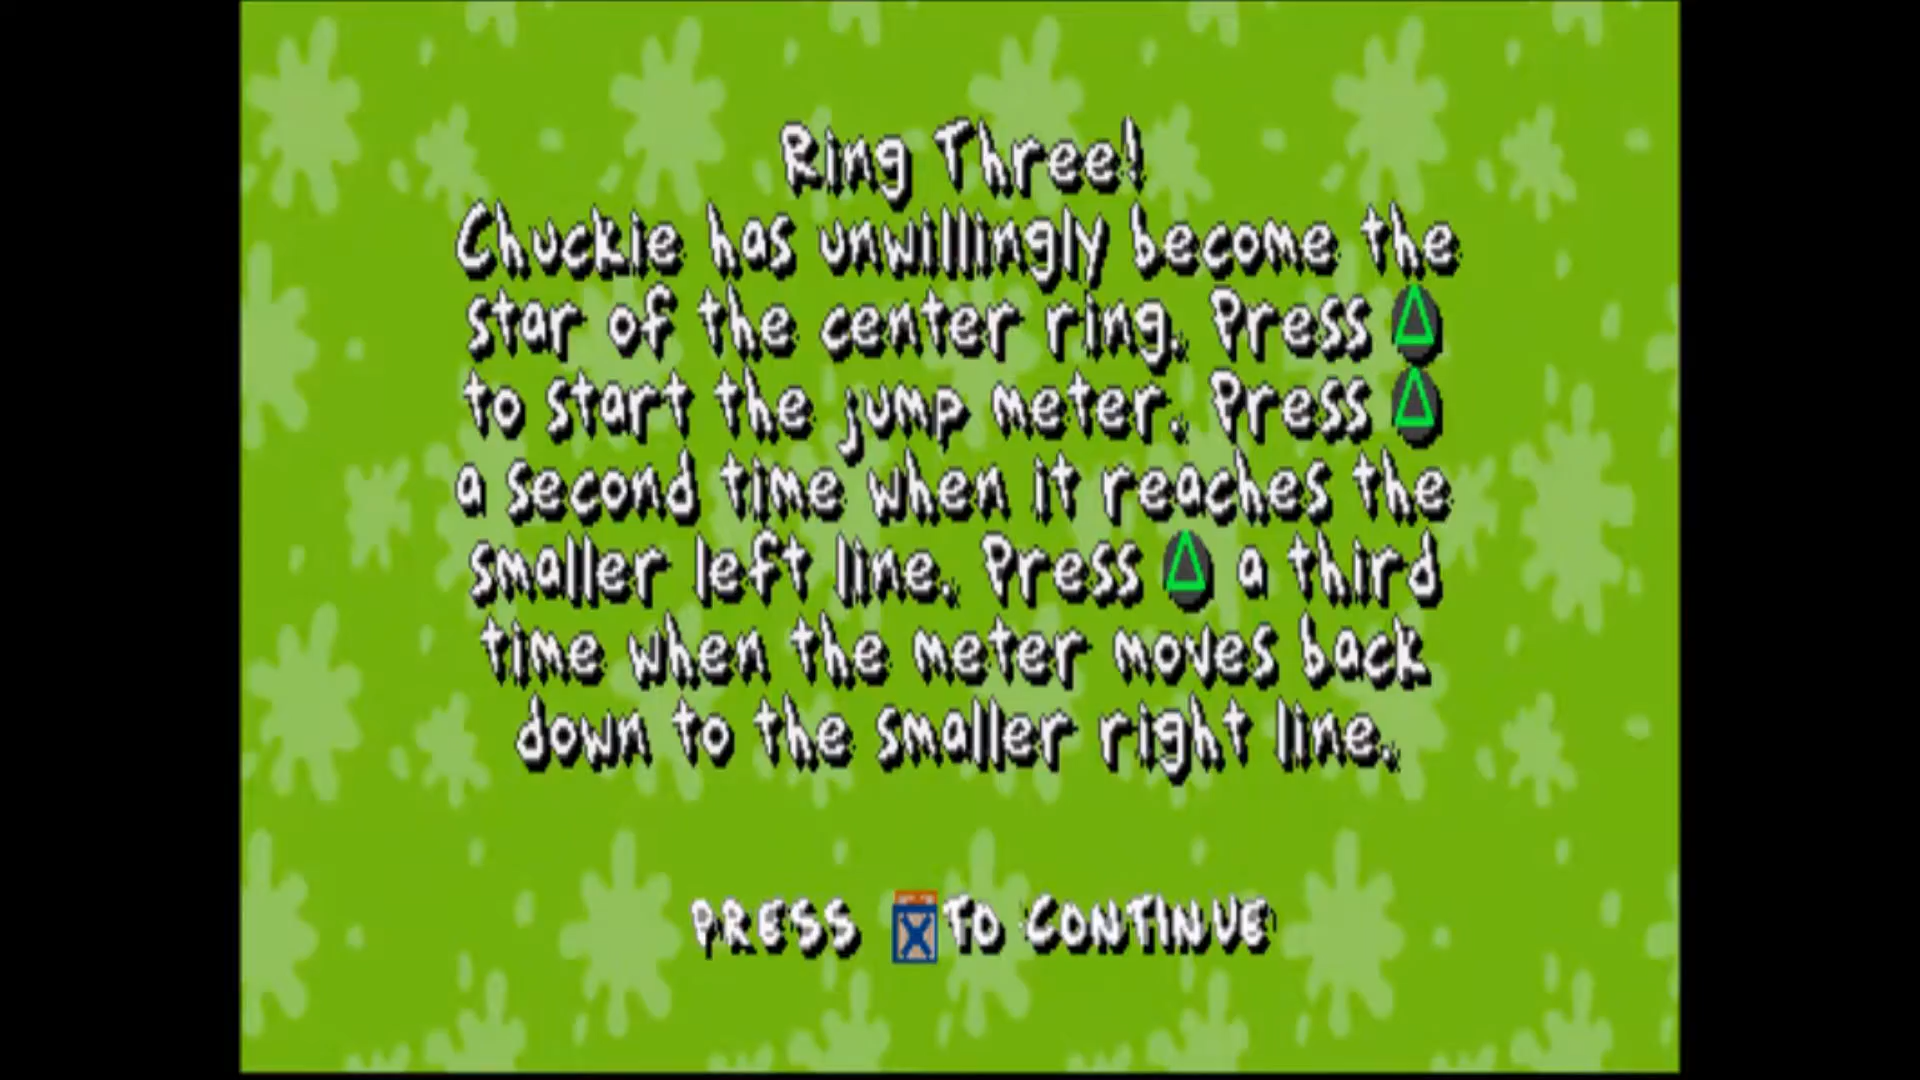 Ring Three!
Chuckie has unwillingly become the
star of the center ring. Press △
to start the jump meter. Press △
a second time when it reaches the
smaller left line. Press △ a third
time when the meter moves back
down to the smaller right line.
PRESS X TO CONTINUE